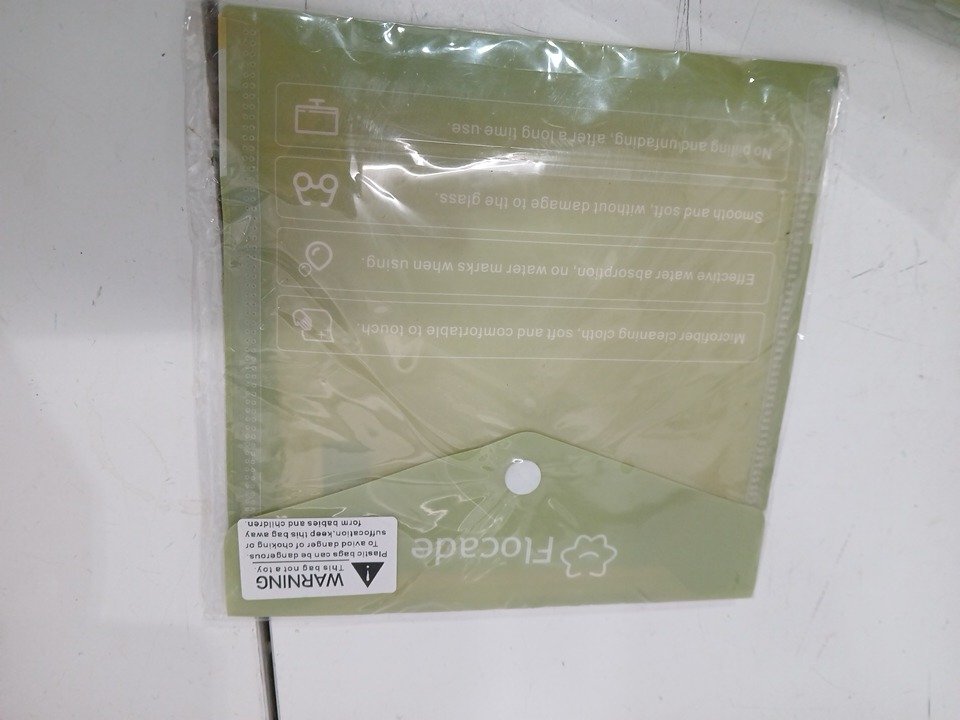 Flocade
WARNING
This bag not a toy.
Plastic bags can be dangerous.
To aviod danger of choking or
suffocation,keep this bag away
form babies and children.
Microfiber cleaning cloth, soft and comfortable to touch.
Effective water absorption, no water marks when using.
Smooth and soft, without damage to the glass.
No pilling and unfading, after a long time use.